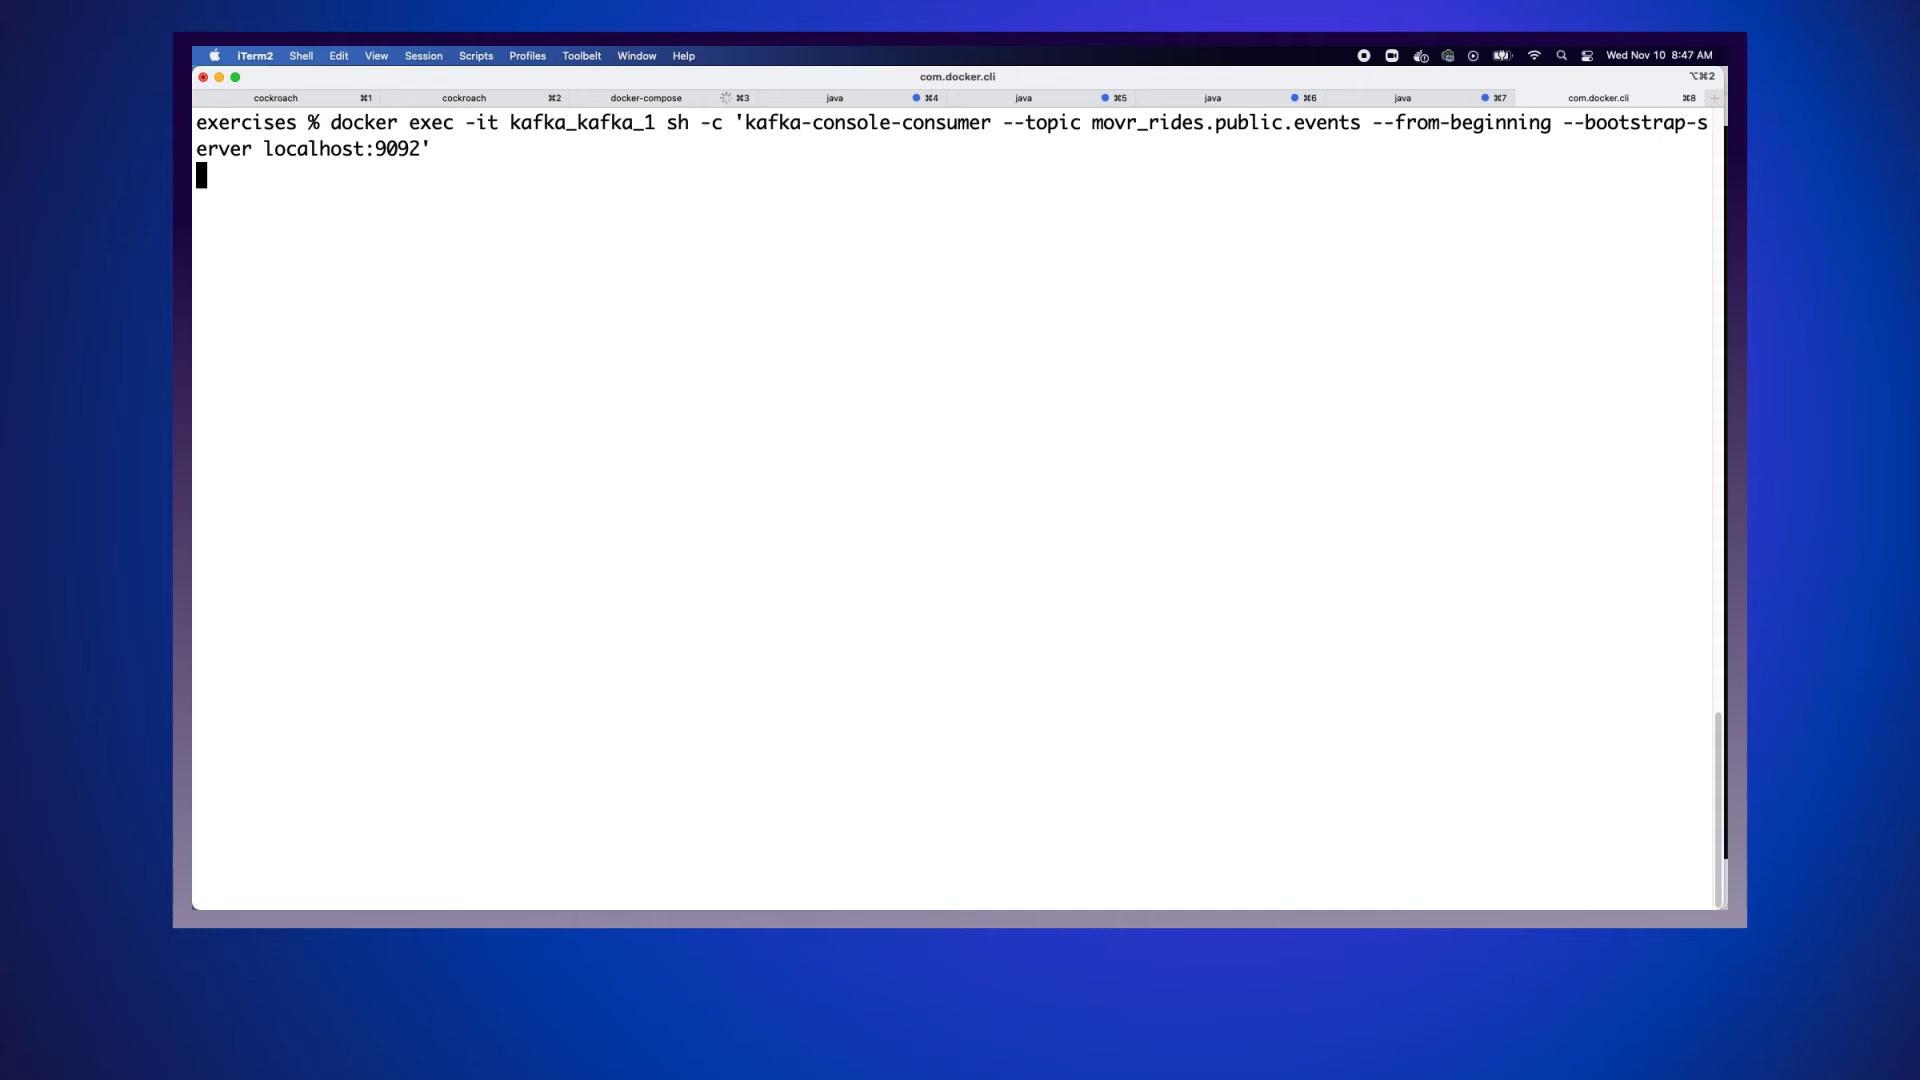 iTerm2 Shell Edit View Session Scripts Profiles Toolbelt Window Help Wed Nov 10 8:47 AM
com.docker.cli ⌥⌘2
cockroach ⌘1 cockroach ⌘2 docker-compose ⌘3 java ⌘4 java ⌘5 java ⌘6 java ⌘7 com.docker.cli ⌘8 +
exercises % docker exec -it kafka_kafka_1 sh -c 'kafka-console-consumer --topic movr_rides.public.events --from-beginning --bootstrap-s
erver localhost:9092'